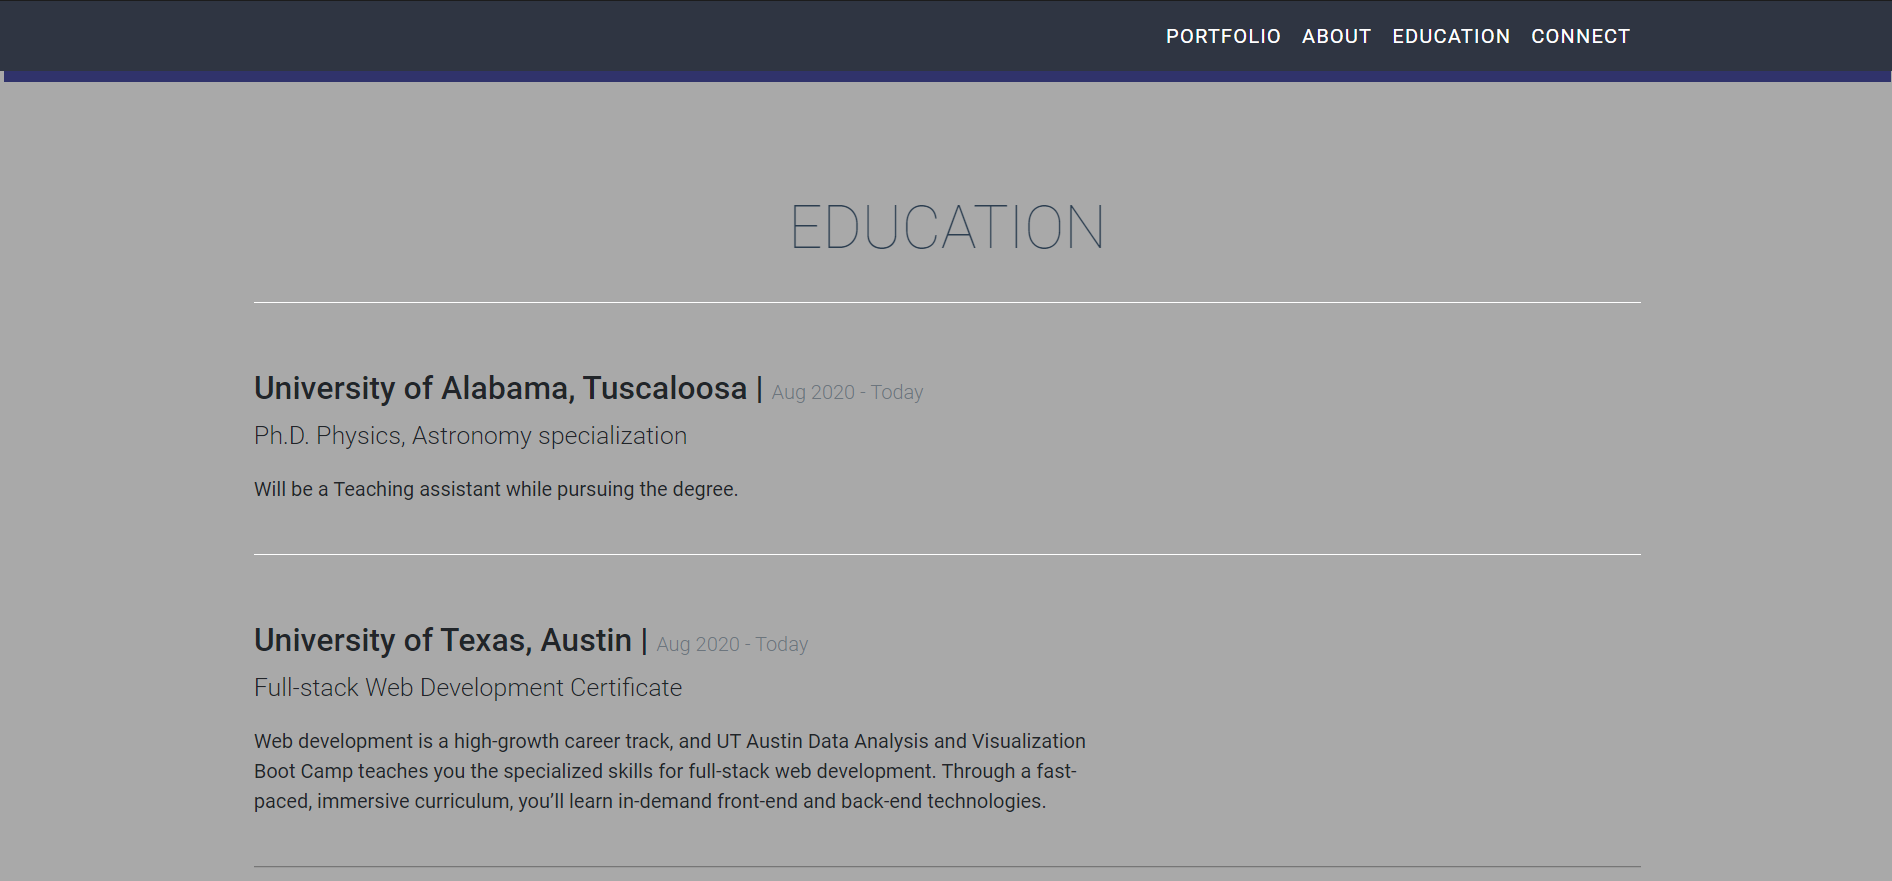 PORTFOLIO ABOUT EDUCATION CONNECT
EDUCATION
University of Alabama, Tuscaloosa | Aug 2020 - Today
Ph.D. Physics, Astronomy specialization
Will be a Teaching assistant while pursuing the degree.
University of Texas, Austin | Aug 2020 - Today
Full-stack Web Development Certificate
Web development is a high-growth career track, and UT Austin Data Analysis and Visualization
Boot Camp teaches you the specialized skills for full-stack web development. Through a fast-
paced, immersive curriculum, you’ll learn in-demand front-end and back-end technologies.